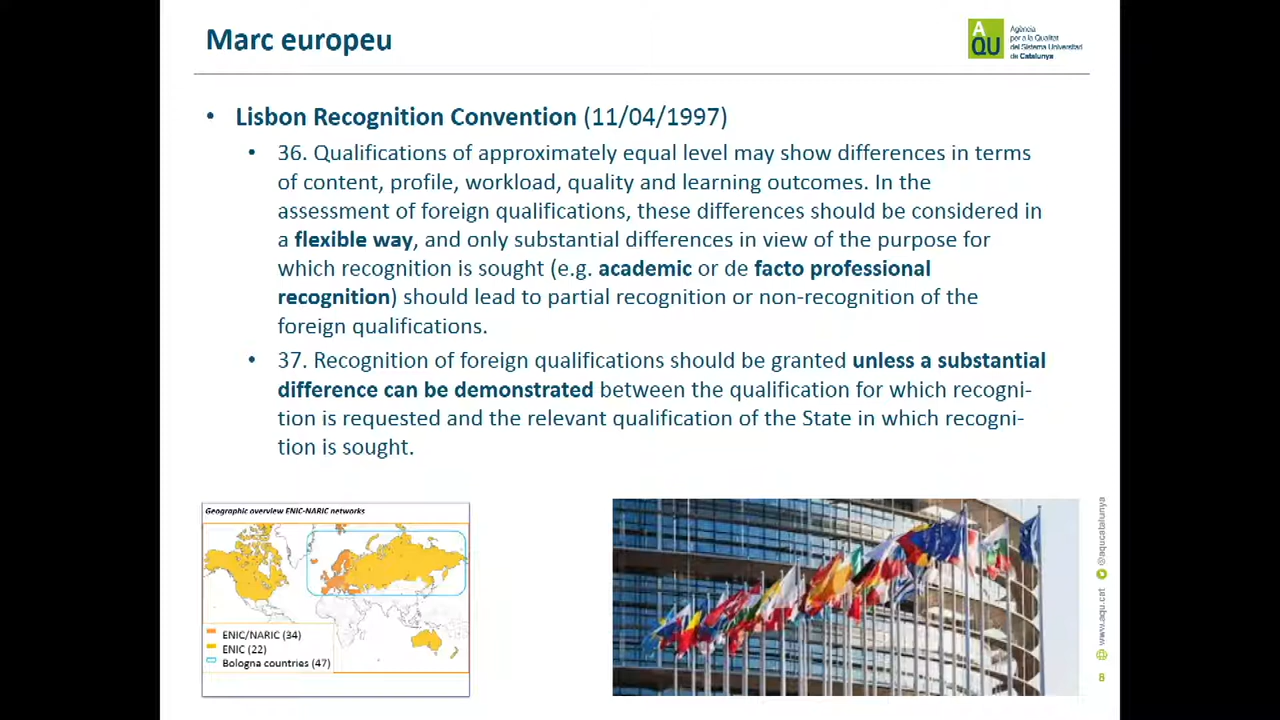 Marc europeu
AQU
Agència
per a la Qualitat
del Sistema Universitari
de Catalunya
• Lisbon Recognition Convention (11/04/1997)
• 36. Qualifications of approximately equal level may show differences in terms
of content, profile, workload, quality and learning outcomes. In the
assessment of foreign qualifications, these differences should be considered in
a flexible way, and only substantial differences in view of the purpose for
which recognition is sought (e.g. academic or de facto professional
recognition) should lead to partial recognition or non-recognition of the
foreign qualifications.
• 37. Recognition of foreign qualifications should be granted unless a substantial
difference can be demonstrated between the qualification for which recogni-
tion is requested and the relevant qualification of the State in which recogni-
tion is sought.
Geographic overview ENIC-NARIC networks
ENIC/NARIC (34)
ENIC (22)
Bologna countries (47)
www.aqu.cat @aqucatalunya
8